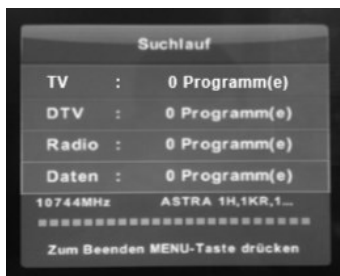 Suchlauf
TV : 0 Programm(e)
DTV : 0 Programm(e)
Radio : 0 Programm(e)
Daten : 0 Programm(e)
10744MHz ASTRA 1H,1KR,1...
Zum Beenden MENU-Taste drücken